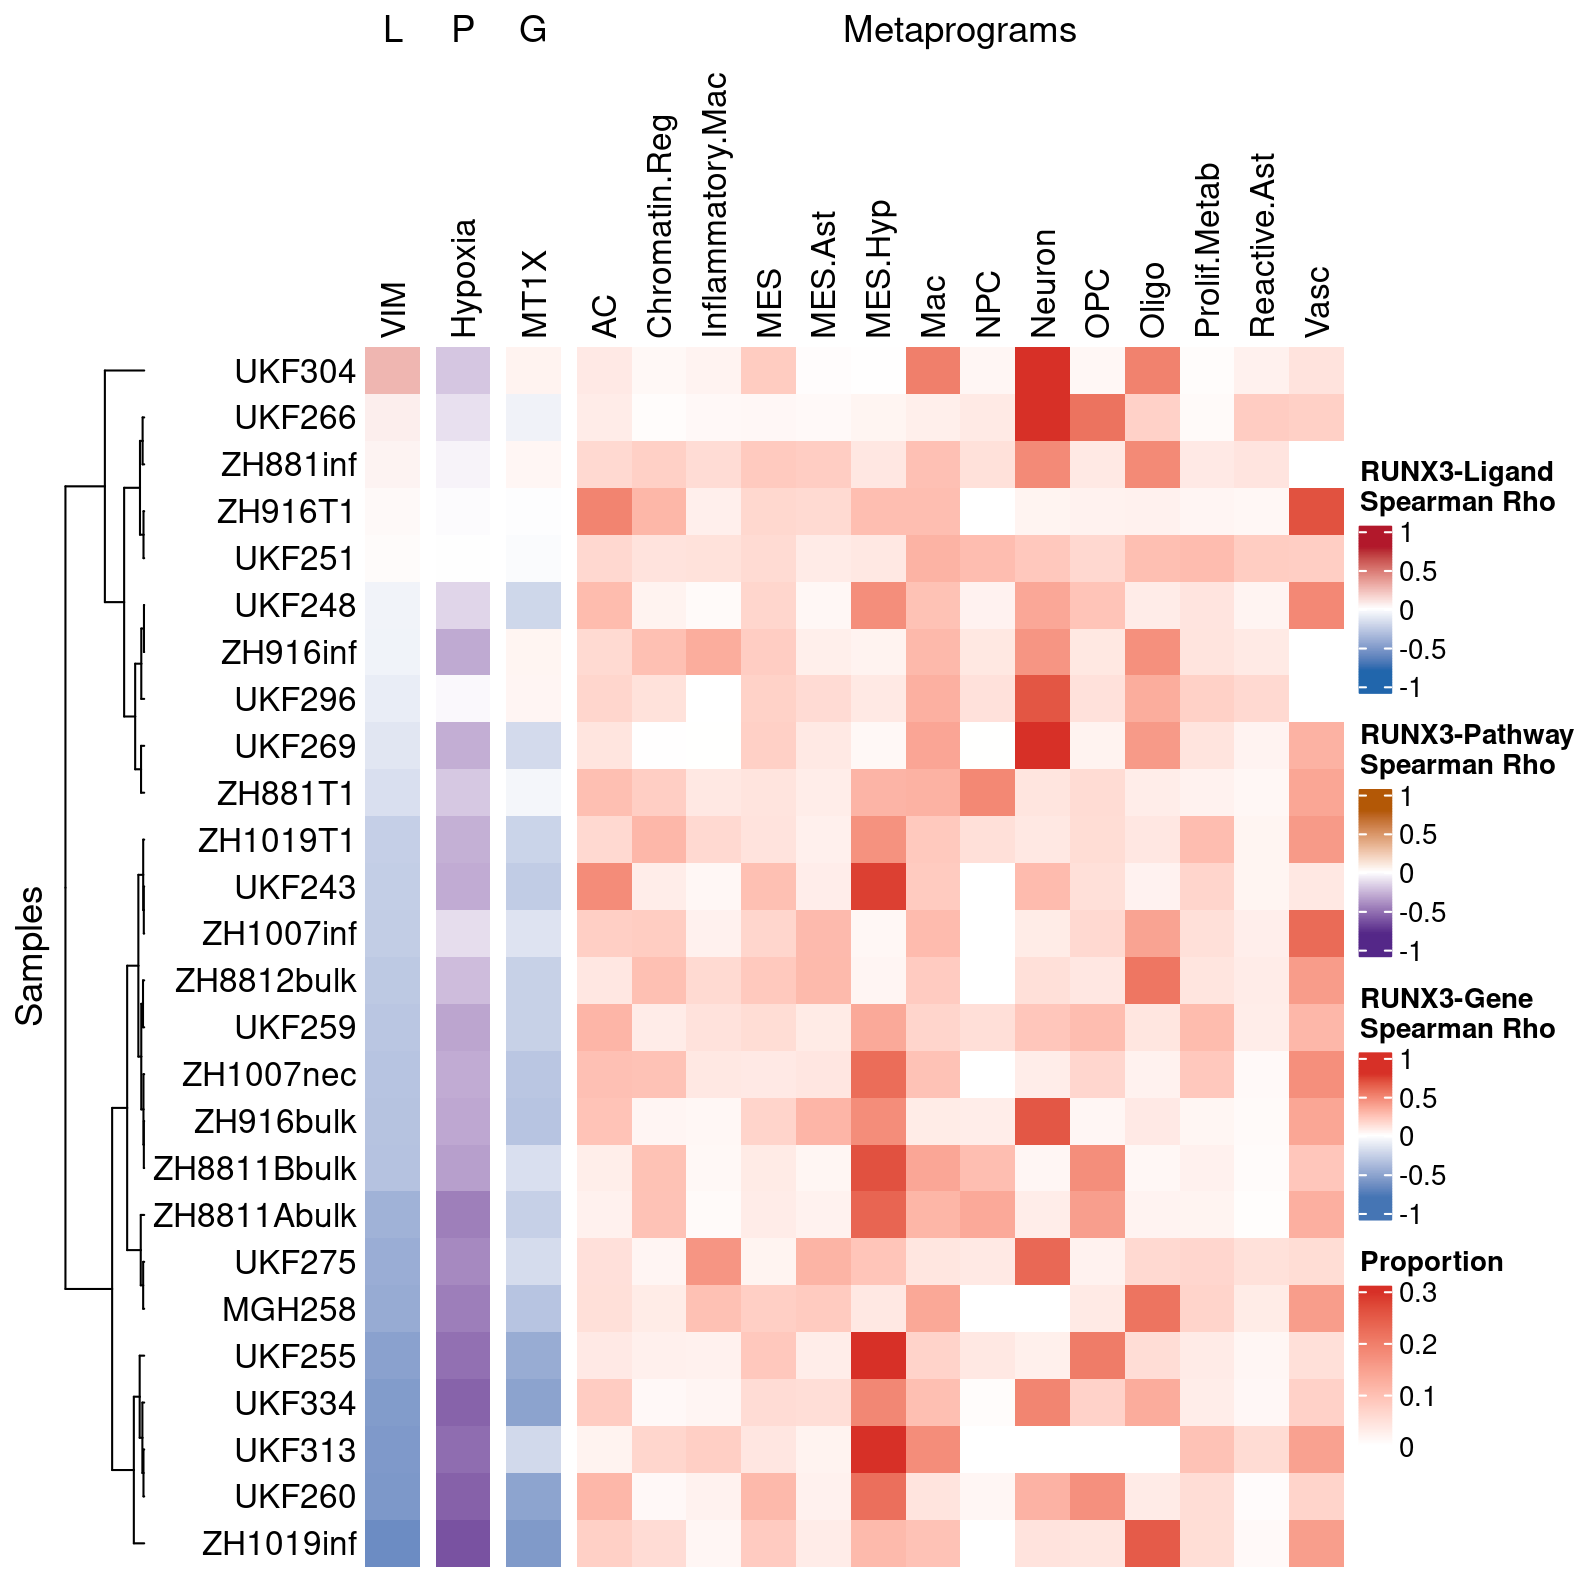 L P G Metaprograms
VIM
Hypoxia
MT1X
AC
Chromatin.Reg
Inflammatory.Mac
MES
MES.Ast
MES.Hyp
Mac
NPC
Neuron
OPC
Oligo
Prolif.Metab
Reactive.Ast
Vasc
Samples
UKF304
UKF266
ZH881inf
ZH916T1
UKF251
UKF248
ZH916inf
UKF296
UKF269
ZH881T1
ZH1019T1
UKF243
ZH1007inf
ZH8812bulk
UKF259
ZH1007nec
ZH916bulk
ZH8811Bbulk
ZH8811Abulk
UKF275
MGH258
UKF255
UKF334
UKF313
UKF260
ZH1019inf
RUNX3-Ligand
Spearman Rho
1
0.5
0
-0.5
-1
RUNX3-Pathway
Spearman Rho
1
0.5
0
-0.5
-1
RUNX3-Gene
Spearman Rho
1
0.5
0
-0.5
-1
Proportion
0.3
0.2
0.1
0